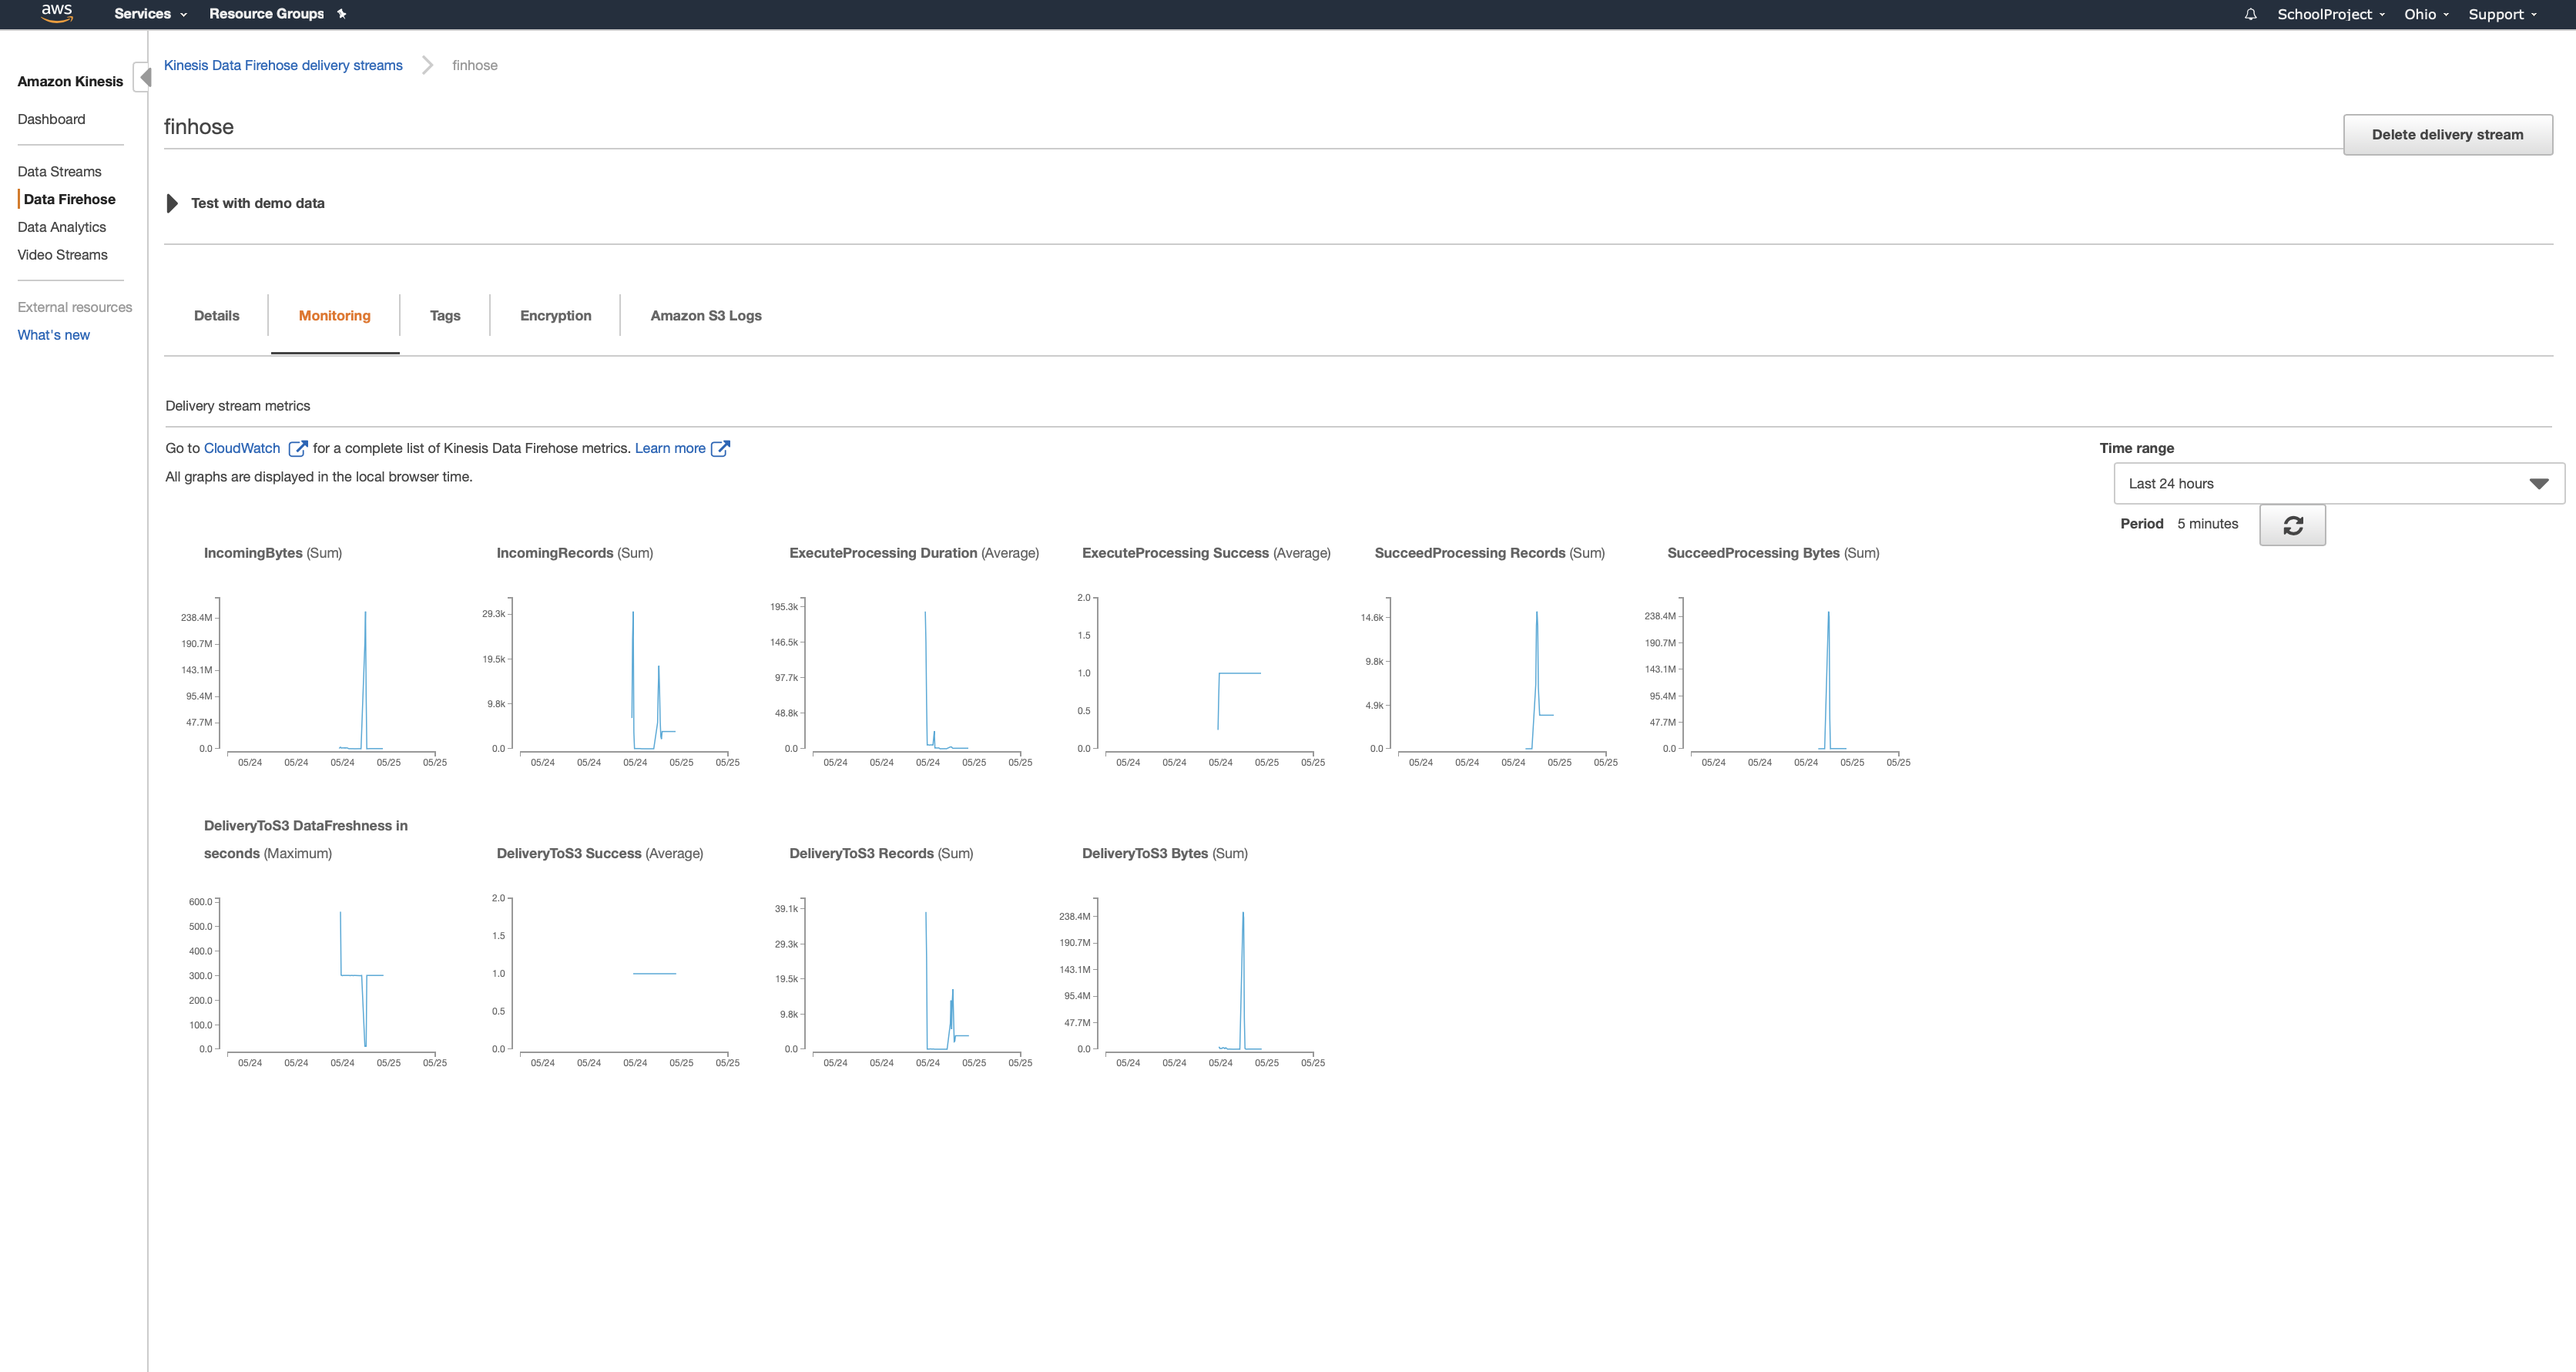 aws Services Resource Groups SchoolProject Ohio Support
Amazon Kinesis
Dashboard
Data Streams
Data Firehose
Data Analytics
Video Streams
External resources
What's new
Kinesis Data Firehose delivery streams finhose
finhose
Delete delivery stream
Test with demo data
Details Monitoring Tags Encryption Amazon S3 Logs
Delivery stream metrics
Go to CloudWatch for a complete list of Kinesis Data Firehose metrics. Learn more
All graphs are displayed in the local browser time.
Time range
Last 24 hours
Period 5 minutes
IncomingBytes (Sum)
238.4M
190.7M
143.1M
95.4M
47.7M
0.0
05/24 05/24 05/24 05/25 05/25
IncomingRecords (Sum)
29.3k
19.5k
9.8k
0.0
05/24 05/24 05/24 05/25 05/25
ExecuteProcessing Duration (Average)
195.3k
146.5k
97.7k
48.8k
0.0
05/24 05/24 05/24 05/25 05/25
ExecuteProcessing Success (Average)
2.0
1.5
1.0
0.5
0.0
05/24 05/24 05/24 05/25 05/25
SucceedProcessing Records (Sum)
14.6k
9.8k
4.9k
0.0
05/24 05/24 05/24 05/25 05/25
SucceedProcessing Bytes (Sum)
238.4M
190.7M
143.1M
95.4M
47.7M
0.0
05/24 05/24 05/24 05/25 05/25
DeliveryToS3 DataFreshness in
seconds (Maximum)
600.0
500.0
400.0
300.0
200.0
100.0
0.0
05/24 05/24 05/24 05/25 05/25
DeliveryToS3 Success (Average)
2.0
1.5
1.0
0.5
0.0
05/24 05/24 05/24 05/25 05/25
DeliveryToS3 Records (Sum)
39.1k
29.3k
19.5k
9.8k
0.0
05/24 05/24 05/24 05/25 05/25
DeliveryToS3 Bytes (Sum)
238.4M
190.7M
143.1M
95.4M
47.7M
0.0
05/24 05/24 05/24 05/25 05/25